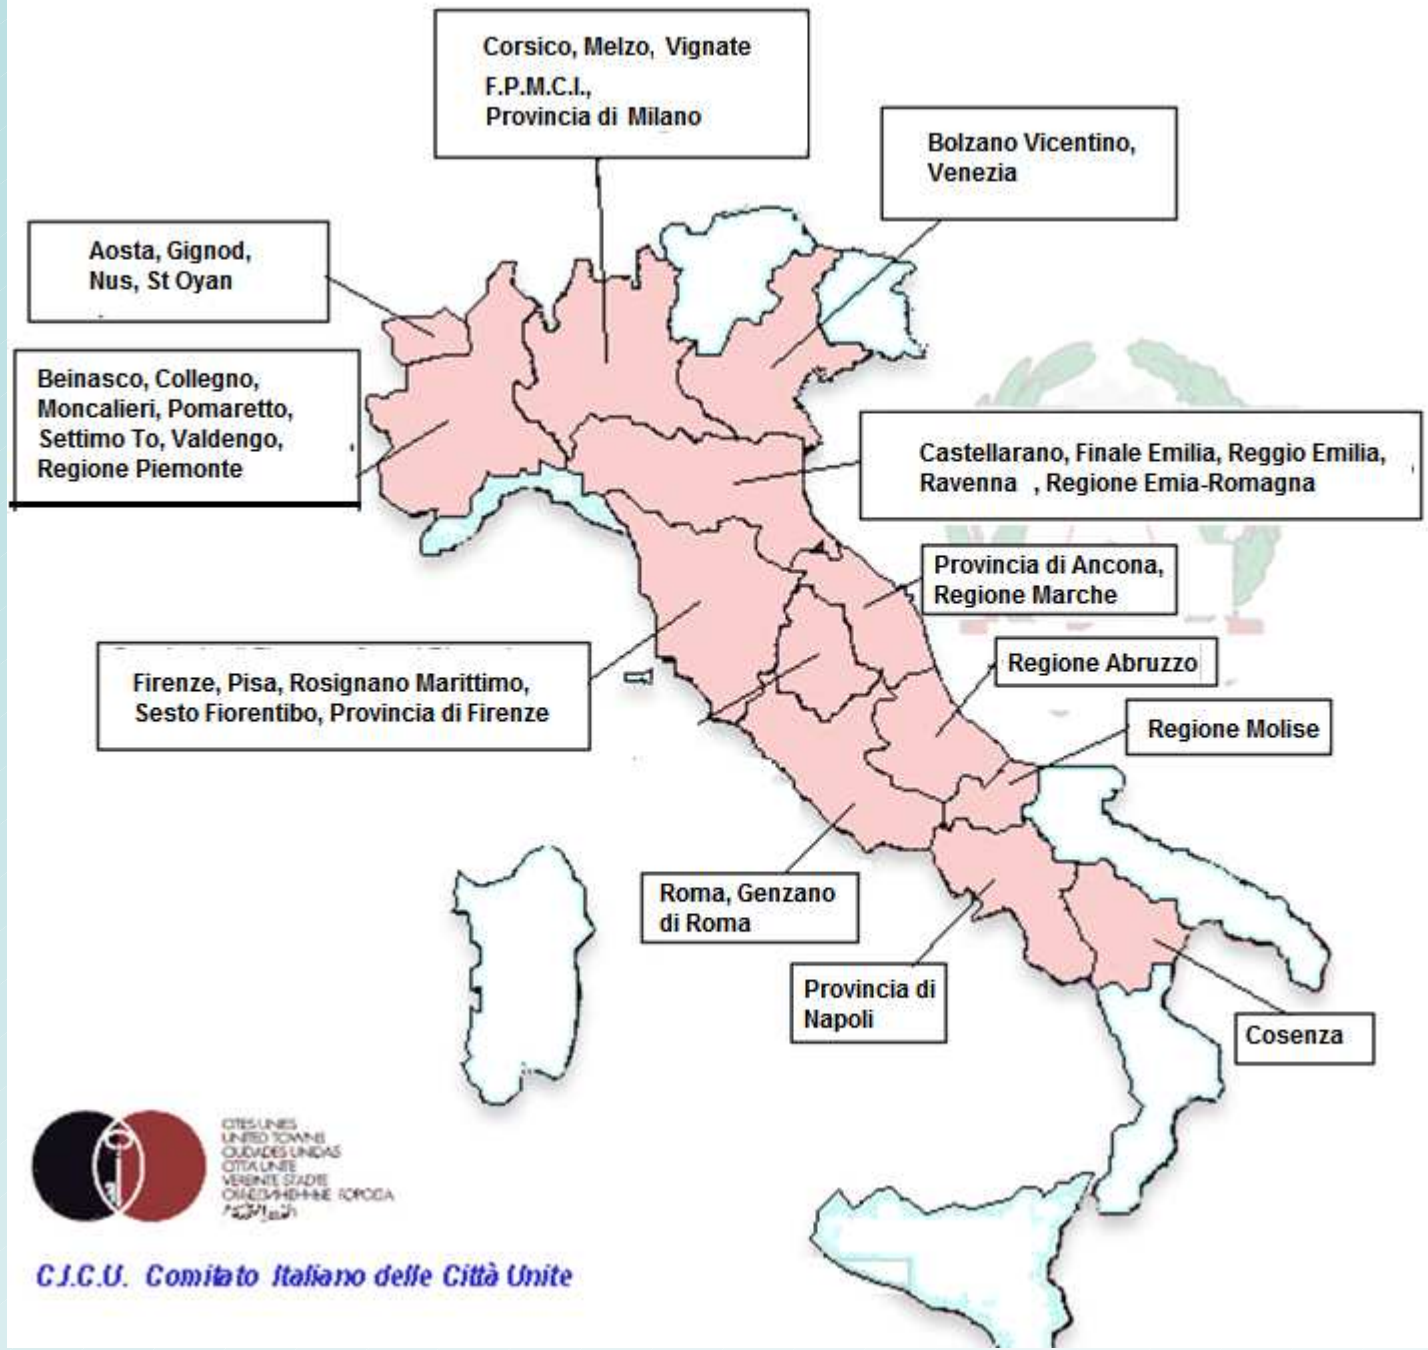 Corsico, Melzo, Vignate
F.P.M.C.I.,
Provincia di Milano
Bolzano Vicentino,
Venezia
Aosta, Gignod,
Nus, St Oyan
Beinasco, Collegno,
Moncalieri, Pomaretto,
Settimo To, Valdengo,
Regione Piemonte
Castellarano, Finale Emilia, Reggio Emilia,
Ravenna , Regione Emia-Romagna
Provincia di Ancona,
Regione Marche
Regione Abruzzo
Firenze, Pisa, Rosignano Marittimo,
Sesto Fiorentibo, Provincia di Firenze
Regione Molise
Roma, Genzano
di Roma
Provincia di
Napoli
Cosenza
CITES UNIES
UNITED TOWNS
CIUDADES UNIDAS
CITTA UNITE
VEREINTE STADTE
C.I.C.U. Comitato Italiano delle Città Unite